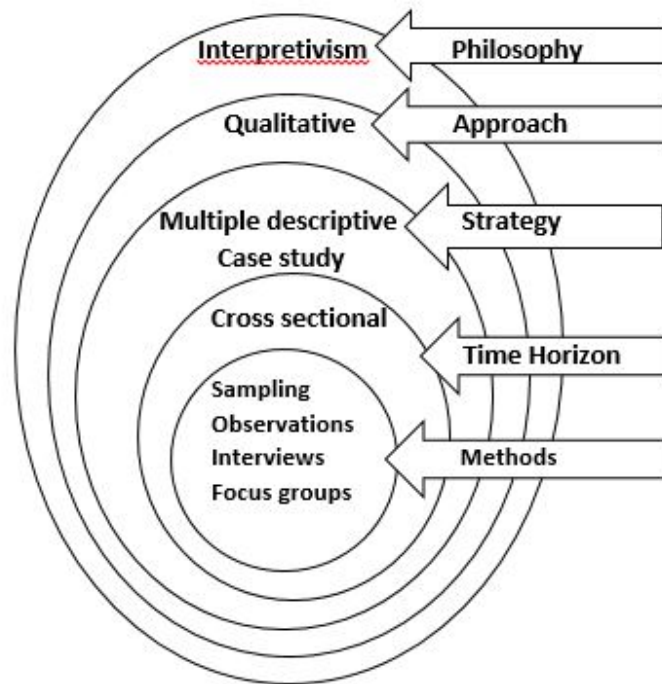 Interpretivism Philosophy
Qualitative Approach
Multiple descriptive Strategy
Case study
Cross sectional
Time Horizon
Sampling
Observations
Interviews Methods
Focus groups